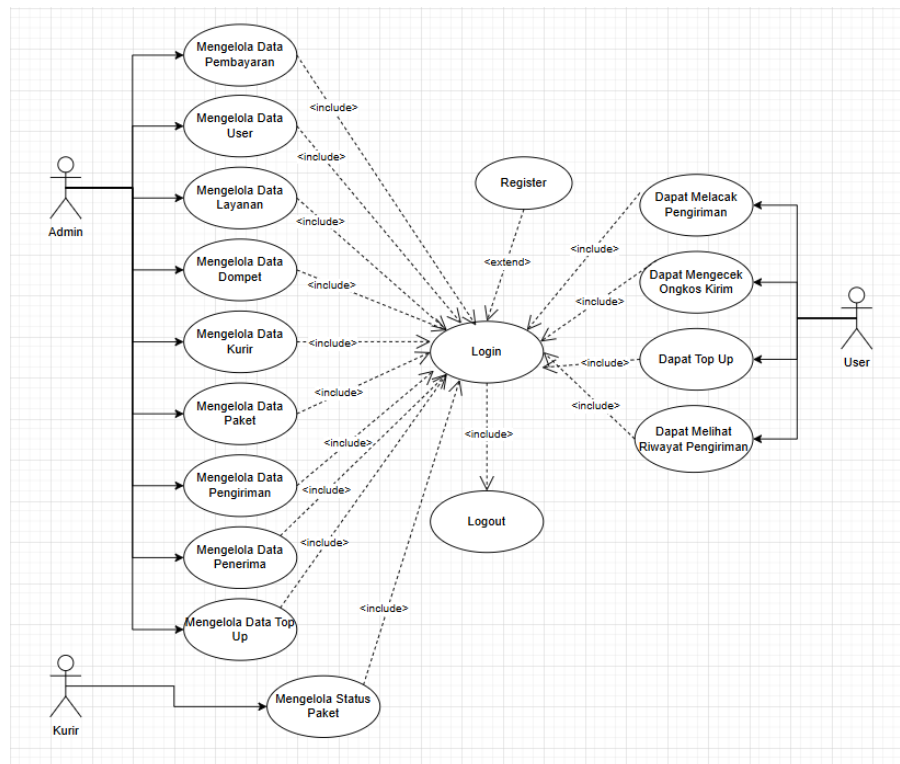 Mengelola Data
Pembayaran
<include>
Mengelola Data
User
<include>
Mengelola Data
Layanan
<include>
Admin
Mengelola Data
Dompet
<include>
Mengelola Data
Kurir
<include>
Mengelola Data
Paket
<include>
Mengelola Data
Pengiriman
<include>
Mengelola Data
Penerima
<include>
Mengelola Data Top
Up
<include>
Kurir
Mengelola Status
Paket
<include>
Register
<extend>
Login
<include>
Logout
Dapat Melacak
Pengiriman
<include>
Dapat Mengecek
Ongkos Kirim
<include>
Dapat Top Up
<include>
Dapat Melihat
Riwayat Pengiriman
<include>
User